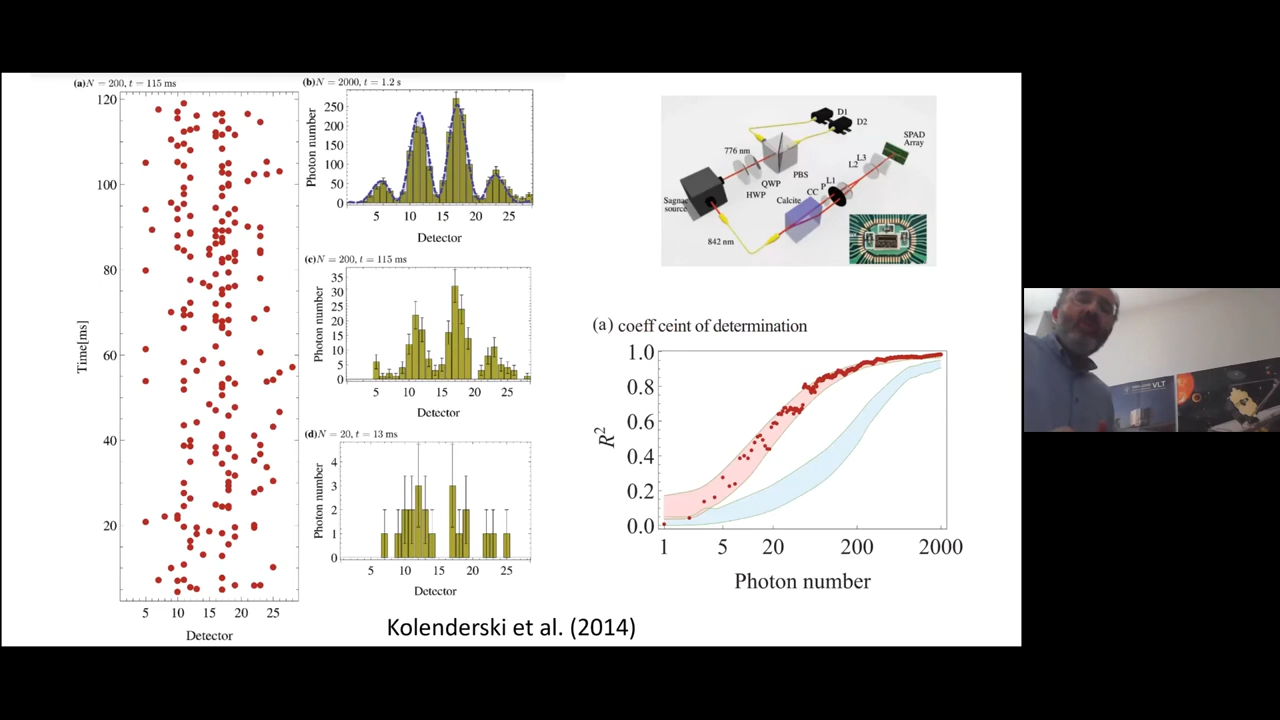 (a)N = 200, t = 115 ms
120
100
80
60
40
20
Time[ms]
5 10 15 20 25
Detector
(b)N = 2000, t = 1.2 s
250
200
150
100
50
0
Photon number
5 10 15 20 25
Detector
(c)N = 200, t = 115 ms
35
30
25
20
15
10
5
0
Photon number
5 10 15 20 25
Detector
(d)N = 20, t = 13 ms
4
3
2
1
0
Photon number
5 10 15 20 25
Detector
D1
D2
776 nm
SPAD
Array
L3
L2
PBS
QWP
HWP
L1
P
CC
Calcite
Sagnac
source
842 nm
(a) coeff ceint of determination
1.0
0.8
0.6
0.4
0.2
0.0
R²
1 5 20 200 2000
Photon number
Kolenderski et al. (2014)
VLT